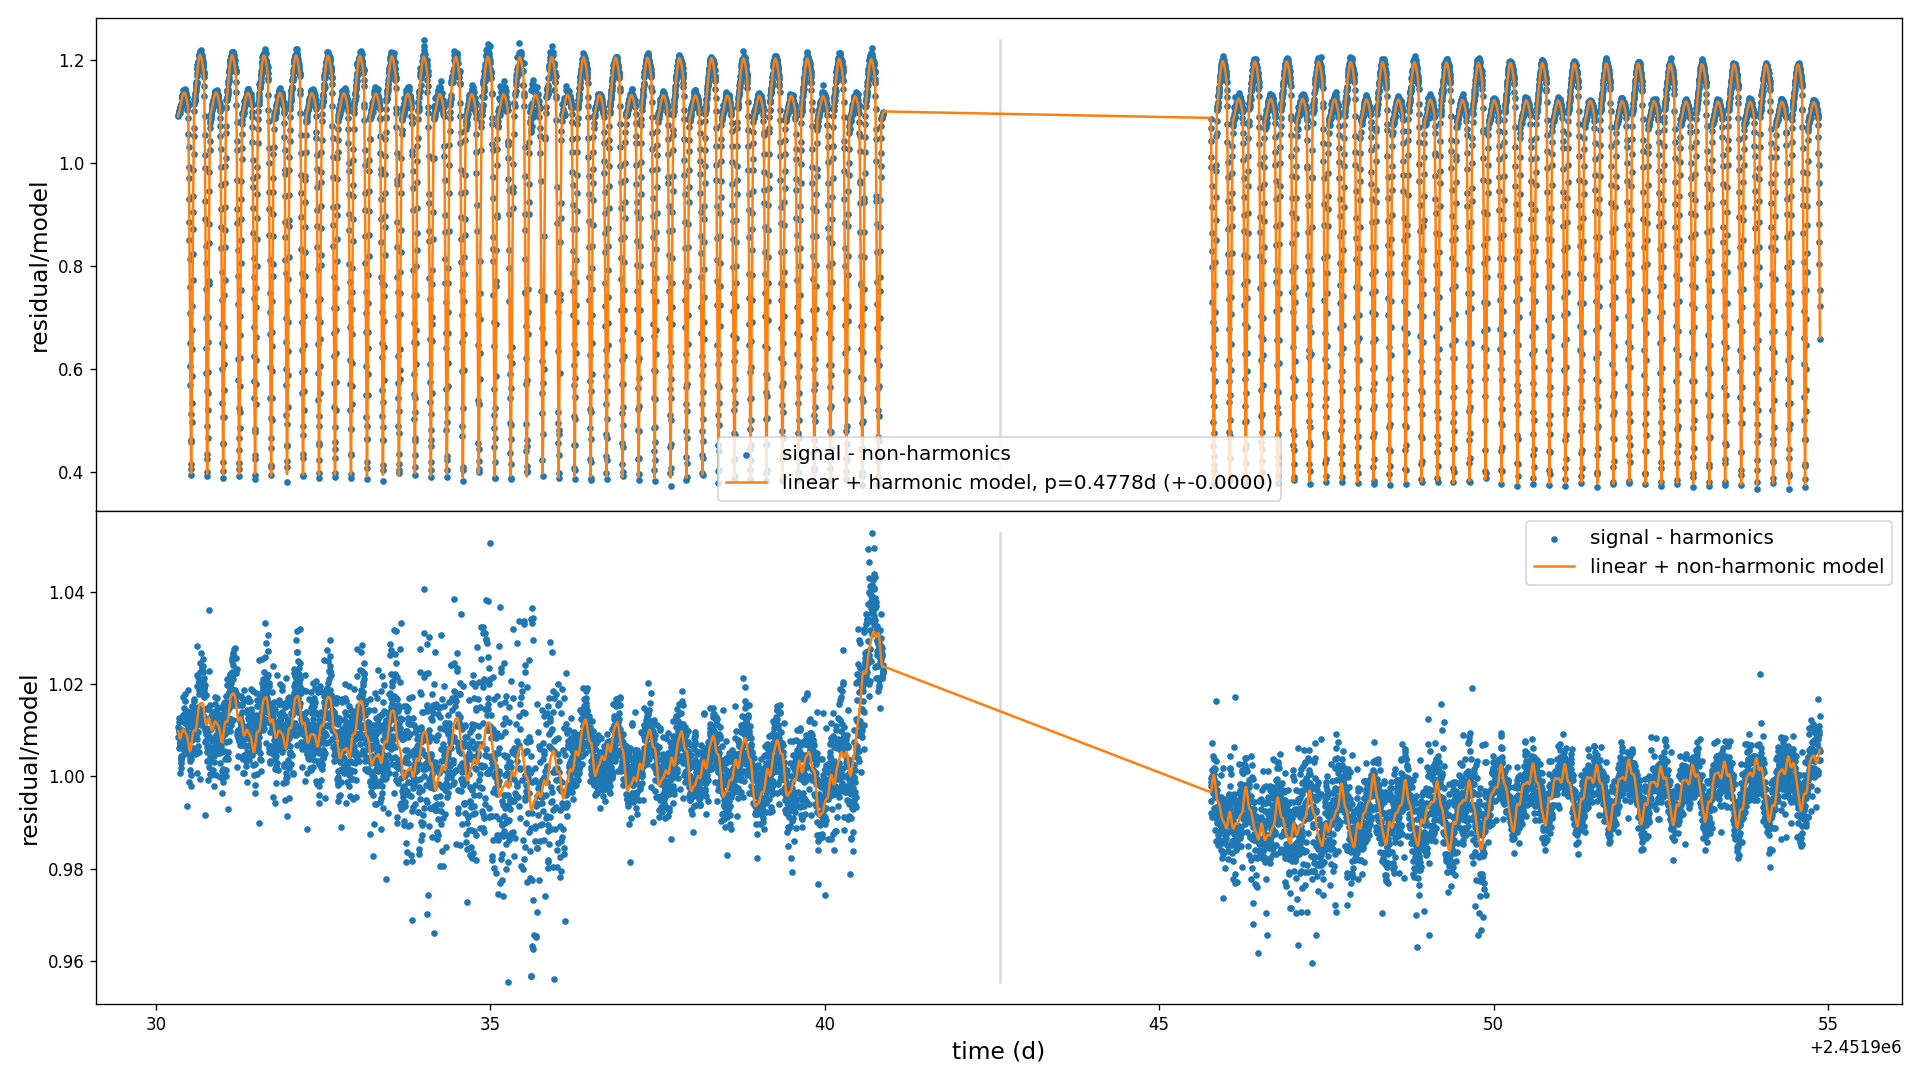 residual/model
1.2
1.0
0.8
0.6
0.4
signal - non-harmonics
linear + harmonic model, p=0.4778d (+-0.0000)
residual/model
1.04
1.02
1.00
0.98
0.96
signal - harmonics
linear + non-harmonic model
30
35
40
45
50
55
time (d)
+2.4519e6